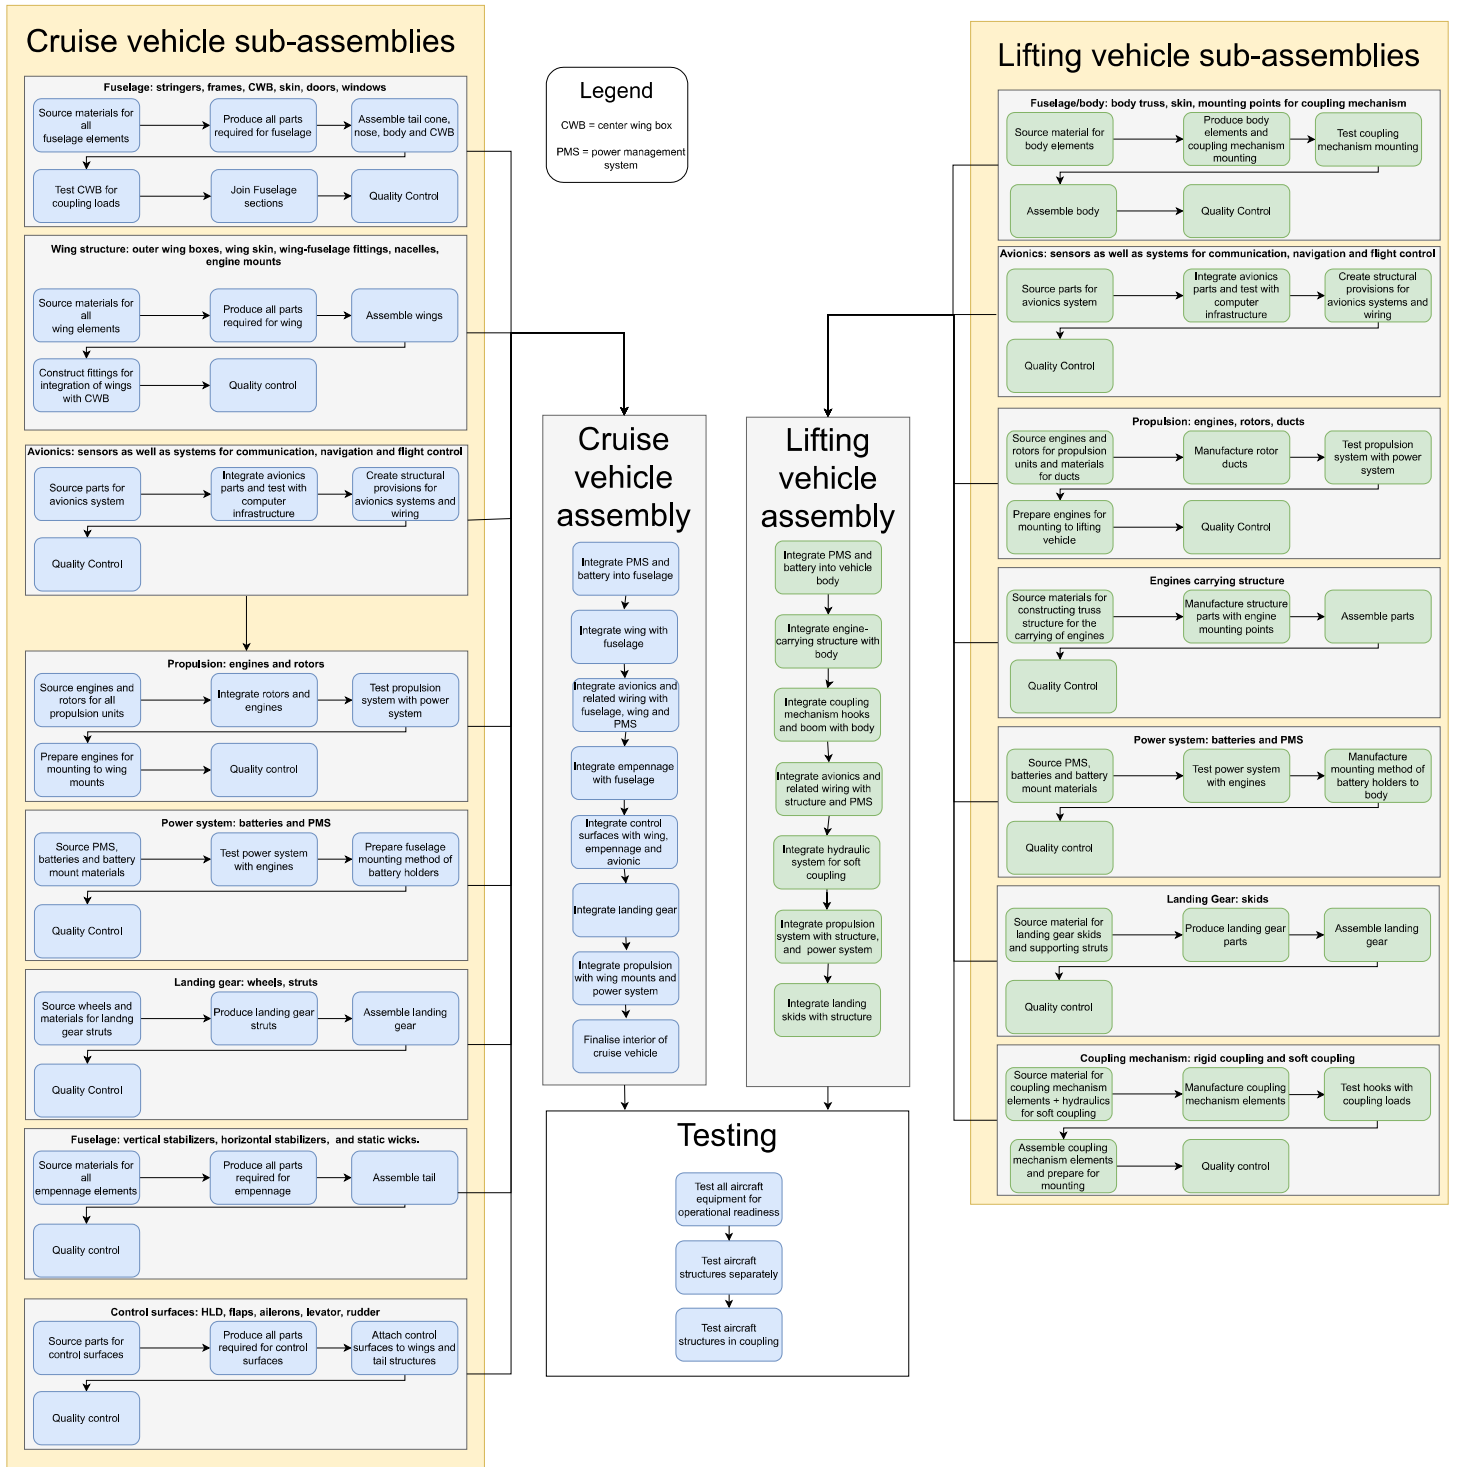 Cruise vehicle sub-assemblies
Fuselage: stringers, frames, CWB, skin, doors, windows
Source materials for
all
fuselage elements
Produce all parts
required for fuselage
Assemble tail cone,
nose, body and CWB
Test CWB for
coupling loads
Join Fuselage
sections
Quality Control
Wing structure: outer wing boxes, wing skin, wing-fuselage fittings, nacelles,
engine mounts
Source materials for
all
wing elements
Produce all parts
required for wing
Assemble wings
Construct fittings for
integration of wings
with CWB
Quality control
Avionics: sensors as well as systems for communication, navigation and flight control
Source parts for
avionics system
Integrate avionics
parts and test with
computer
infrastructure
Create structural
provisions for
avionics systems and
wiring
Quality Control
Propulsion: engines and rotors
Source engines and
rotors for all
propulsion units
Integrate rotors and
engines
Test propulsion
system with power
system
Prepare engines for
mounting to wing
mounts
Quality control
Power system: batteries and PMS
Source PMS,
batteries and battery
mount materials
Test power system
with engines
Prepare fuselage
mounting method of
battery holders
Quality Control
Landing gear: wheels, struts
Source wheels and
materials for landng
gear struts
Produce landing gear
struts
Assemble landing
gear
Quality Control
Fuselage: vertical stabilizers, horizontal stabilizers,  and static wicks.
Source materials for
all
empennage elements
Produce all parts
required for
empennage
Assemble tail
Quality control
Control surfaces: HLD, flaps, ailerons, levator, rudder
Source parts for
control surfaces
Produce all parts
required for control
surfaces
Attach control
surfaces to wings and
tail structures
Quality control
Legend
CWB = center wing box
PMS = power management
system
Cruise
vehicle
assembly
Integrate PMS and
battery into fuselage
Integrate wing with
fuselage
Integrate avionics and
related wiring with
fuselage, wing and
PMS
Integrate empennage
with fuselage
Integrate control
surfaces with wing,
empennage and
avionic
Integrate landing gear
Integrate propulsion
with wing mounts and
power system
Finalise interior of
cruise vehicle
Lifting
vehicle
assembly
Integrate PMS and
battery into vehicle
body
Integrate engine-
carrying structure with
body
Integrate coupling
mechanism hooks
and boom with body
Integrate avionics and
related wiring with
structure and PMS
Integrate hydraulic
system for soft
coupling
Integrate propulsion
system with structure,
and  power system
Integrate landing
skids with structure
Testing
Test all aircraft
equipment for
operational readiness
Test aircraft
structures separately
Test aircraft
structures in coupling
Lifting vehicle sub-assemblies
Fuselage/body: body truss, skin, mounting points for coupling mechanism
Source material for
body elements
Produce body
elements and
coupling mechanism
mounting
Test coupling
mechanism mounting
Assemble body
Quality Control
Avionics: sensors as well as systems for communication, navigation and flight control
Source parts for
avionics system
Integrate avionics
parts and test with
computer
infrastructure
Create structural
provisions for
avionics systems and
wiring
Quality Control
Propulsion: engines, rotors, ducts
Source engines and
rotors for propulsion
units and materials
for ducts
Manufacture rotor
ducts
Test propulsion
system with power
system
Prepare engines for
mounting to lifting
vehicle
Quality Control
Engines carrying structure
Source materials for
constructing truss
structure for the
carrying of engines
Manufacture structure
parts with engine
mounting points
Assemble parts
Quality Control
Power system: batteries and PMS
Source PMS,
batteries and battery
mount materials
Test power system
with engines
Manufacture
mounting method of
battery holders to
body
Quality control
Landing Gear: skids
Source material for
landing gear skids
and supporting struts
Produce landing gear
parts
Assemble landing
gear
Quality control
Coupling mechanism: rigid coupling and soft coupling
Source material for
coupling mechanism
elements + hydraulics
for soft coupling
Manufacture coupling
mechanism elements
Test hooks with
coupling loads
Assemble coupling
mechanism elements
and prepare for
mounting
Quality control